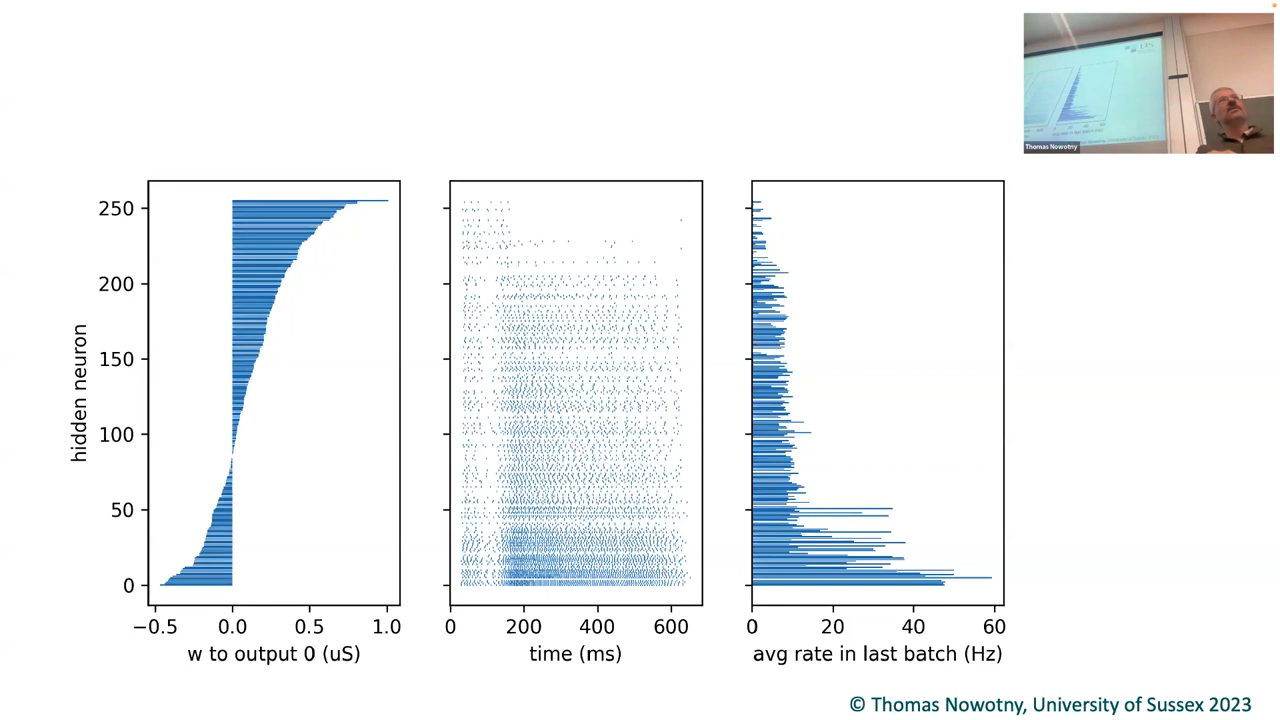 Thomas Nowotny
hidden neuron
250
200
150
100
50
0
−0.5 0.0 0.5 1.0
w to output 0 (uS)
0 200 400 600
time (ms)
0 20 40 60
avg rate in last batch (Hz)
© Thomas Nowotny, University of Sussex 2023